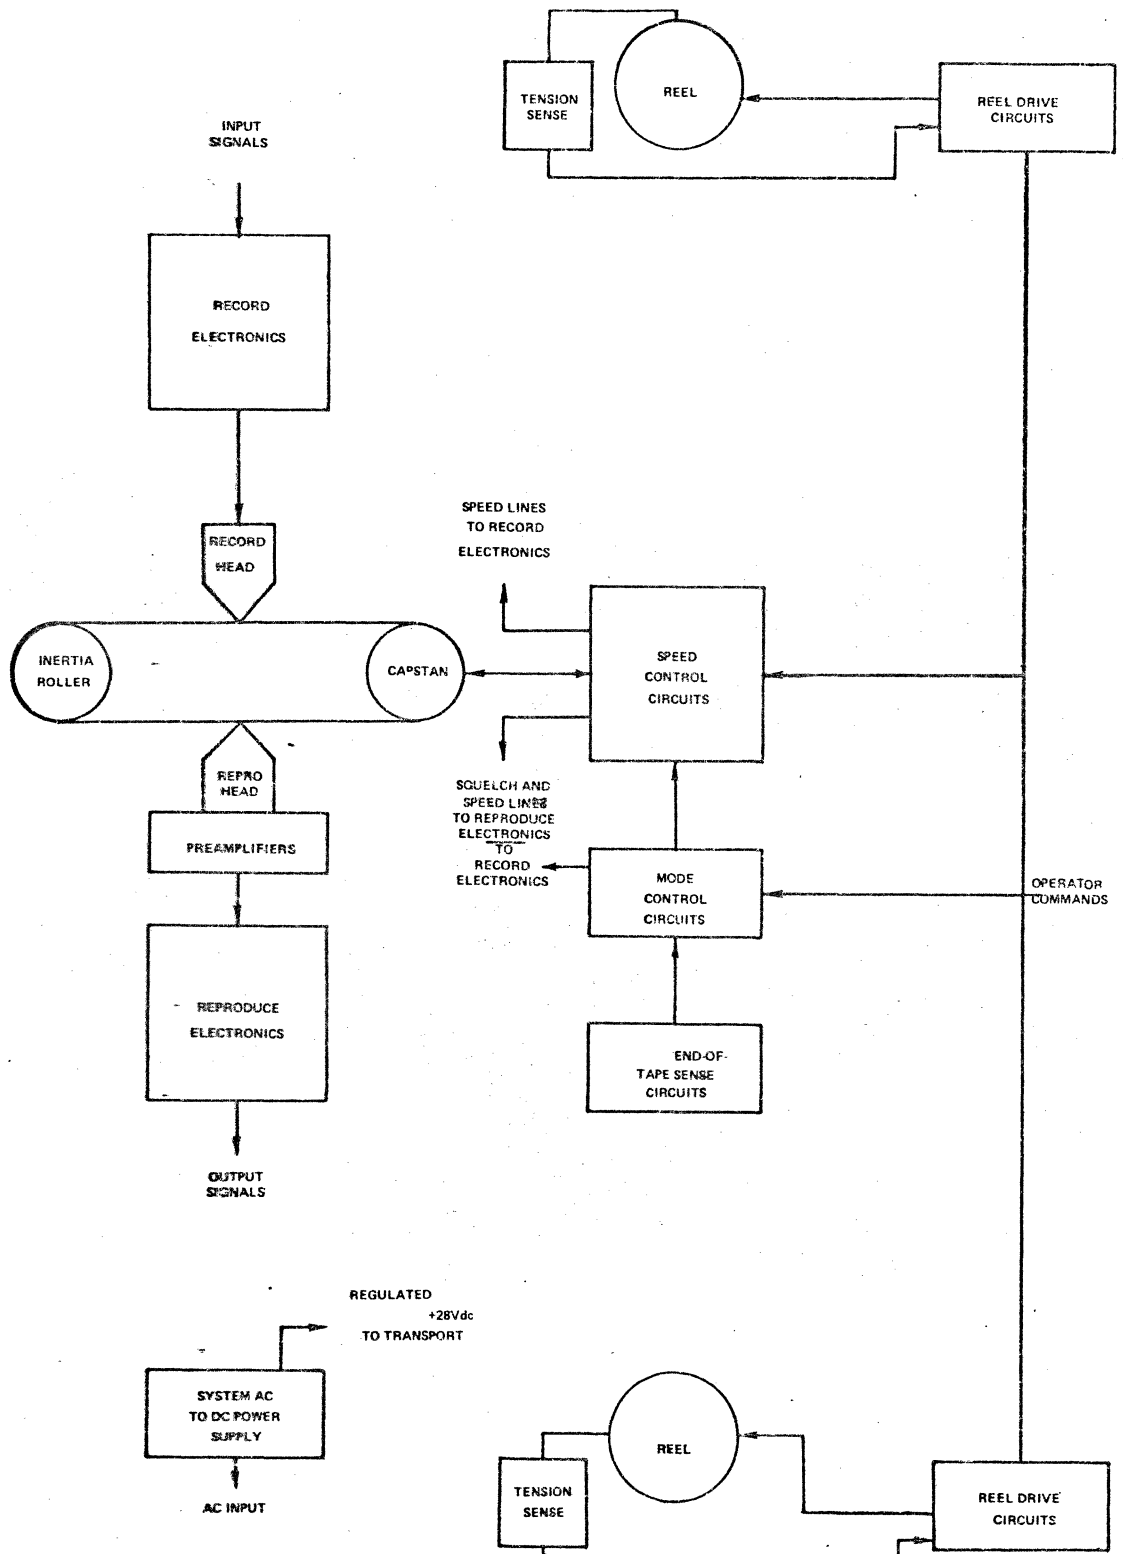 REEL
TENSION
SENSE
REEL DRIVE
CIRCUITS
INPUT
SIGNALS
RECORD
ELECTRONICS
SPEED LINES
TO RECORD
ELECTRONICS
RECORD
HEAD
INERTIA
ROLLER
CAPSTAN
SPEED
CONTROL
CIRCUITS
REPRO
HEAD
PREAMPLIFIERS
SQUELCH AND
SPEED LINES
TO REPRODUCE
ELECTRONICS
TO
RECORD
ELECTRONICS
MODE
CONTROL
CIRCUITS
OPERATOR
COMMANDS
REPRODUCE
ELECTRONICS
END-OF-
TAPE SENSE
CIRCUITS
OUTPUT
SIGNALS
REGULATED
+28Vdc
TO TRANSPORT
SYSTEM AC
TO DC POWER
SUPPLY
AC INPUT
REEL
TENSION
SENSE
REEL DRIVE
CIRCUITS